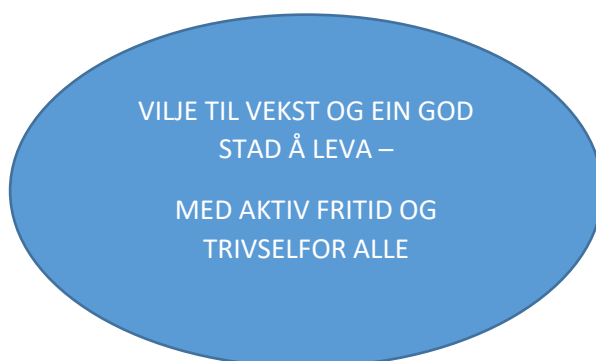 VILJE TIL VEKST OG EIN GOD
STAD Å LEVA –
MED AKTIV FRITID OG
TRIVSELFOR ALLE